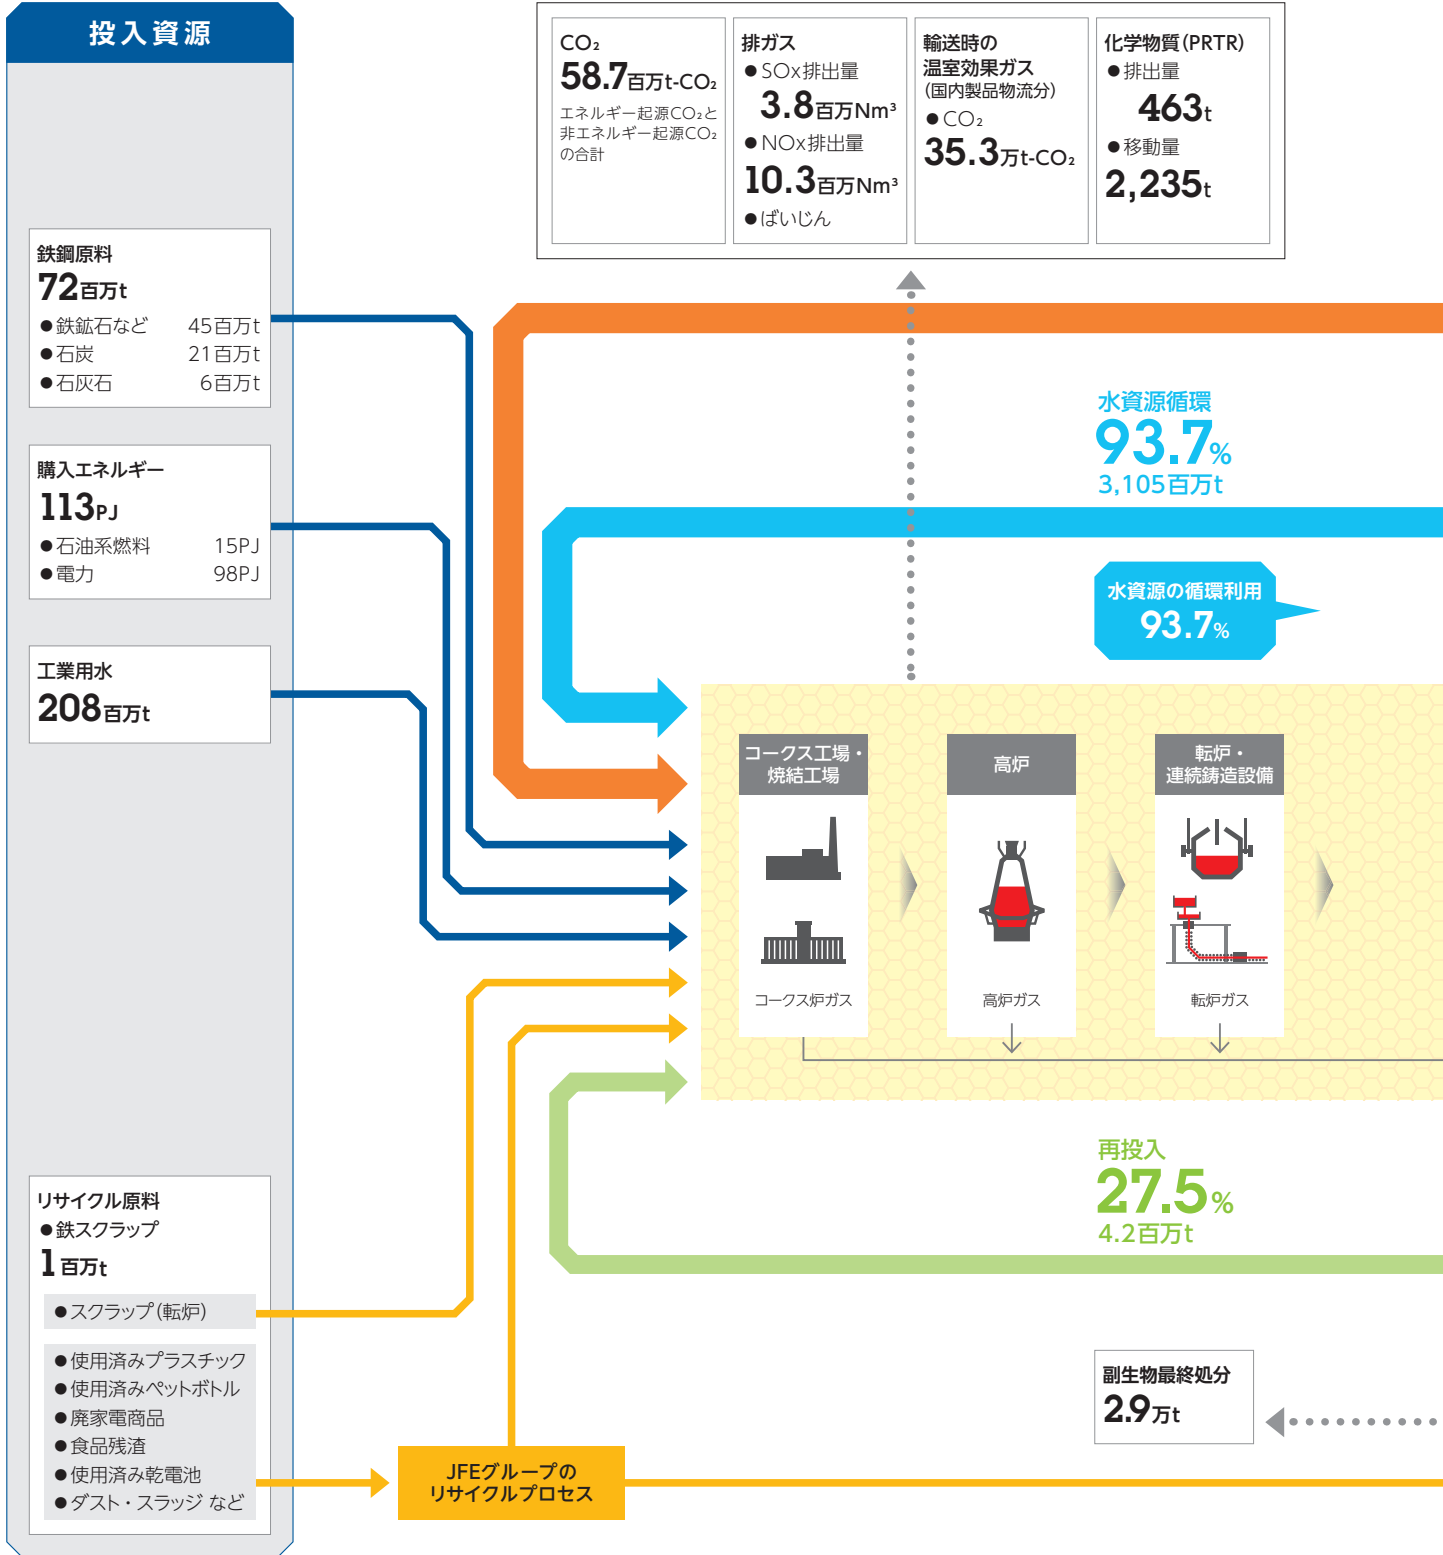 投入資源
鉄鋼原料
72百万t
●鉄鉱石など 45百万t
●石炭 21百万t
●石灰石 6百万t
購入エネルギー
113PJ
●石油系燃料 15PJ
●電力 98PJ
工業用水
208百万t
リサイクル原料
●鉄スクラップ
1百万t
●スクラップ(転炉)
●使用済みプラスチック
●使用済みペットボトル
●廃家電商品
●食品残渣
●使用済み乾電池
●ダスト・スラッジ など
CO₂
58.7百万t-CO₂
エネルギー起源CO₂と
非エネルギー起源CO₂
の合計
排ガス
●SOx排出量
3.8百万Nm³
●NOx排出量
10.3百万Nm³
●ばいじん
輸送時の
温室効果ガス
(国内製品物流分)
●CO₂
35.3万t-CO₂
化学物質(PRTR)
●排出量
463t
●移動量
2,235t
水資源循環
93.7%
3,105百万t
水資源の循環利用
93.7%
コークス工場・
焼結工場
コークス炉ガス
高炉
高炉ガス
転炉・
連続鋳造設備
転炉ガス
再投入
27.5%
4.2百万t
副生物最終処分
2.9万t
JFEグループの
リサイクルプロセス